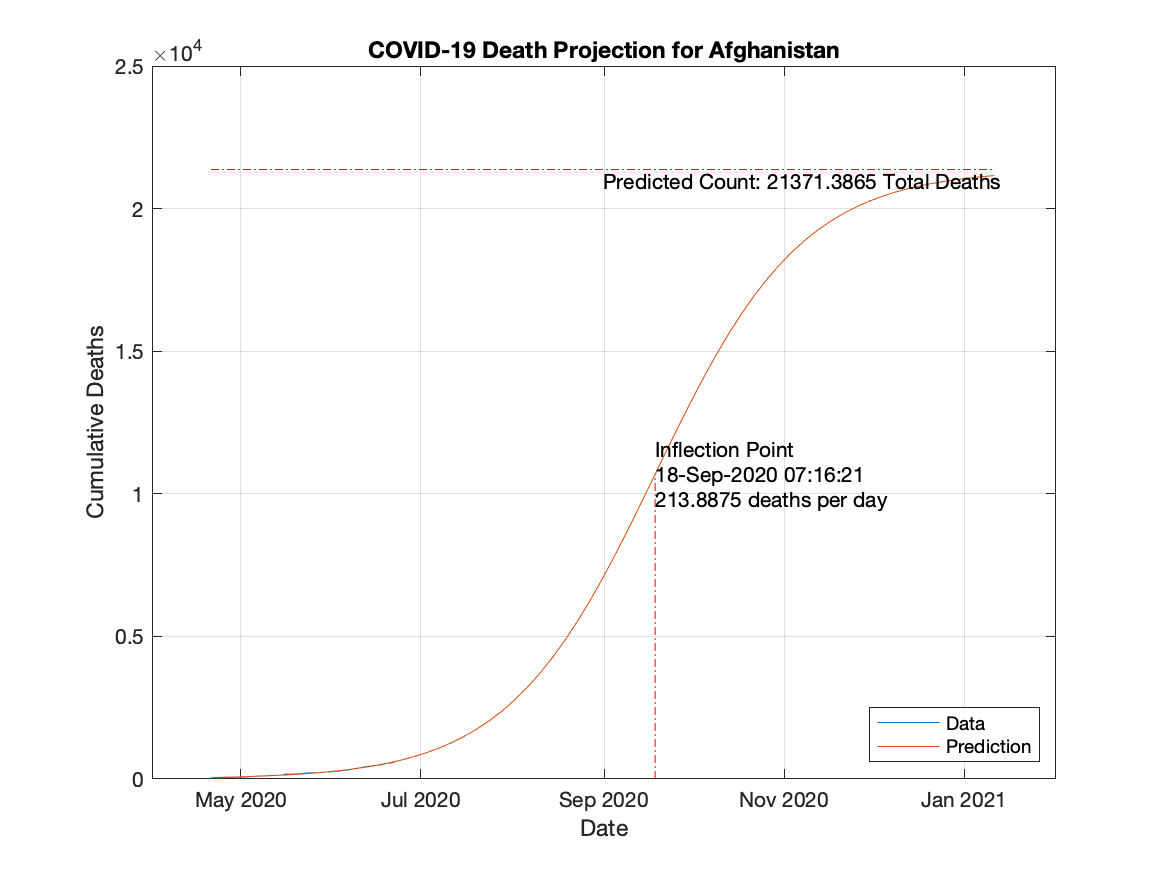 COVID-19 Death Projection for Afghanistan
×10⁴
2.5
Predicted Count: 21371.3865 Total Deaths
2
1.5
Inflection Point
18-Sep-2020 07:16:21
1
213.8875 deaths per day
0.5
0
Cumulative Deaths
Data
Prediction
May 2020 Jul 2020 Sep 2020 Nov 2020 Jan 2021
Date